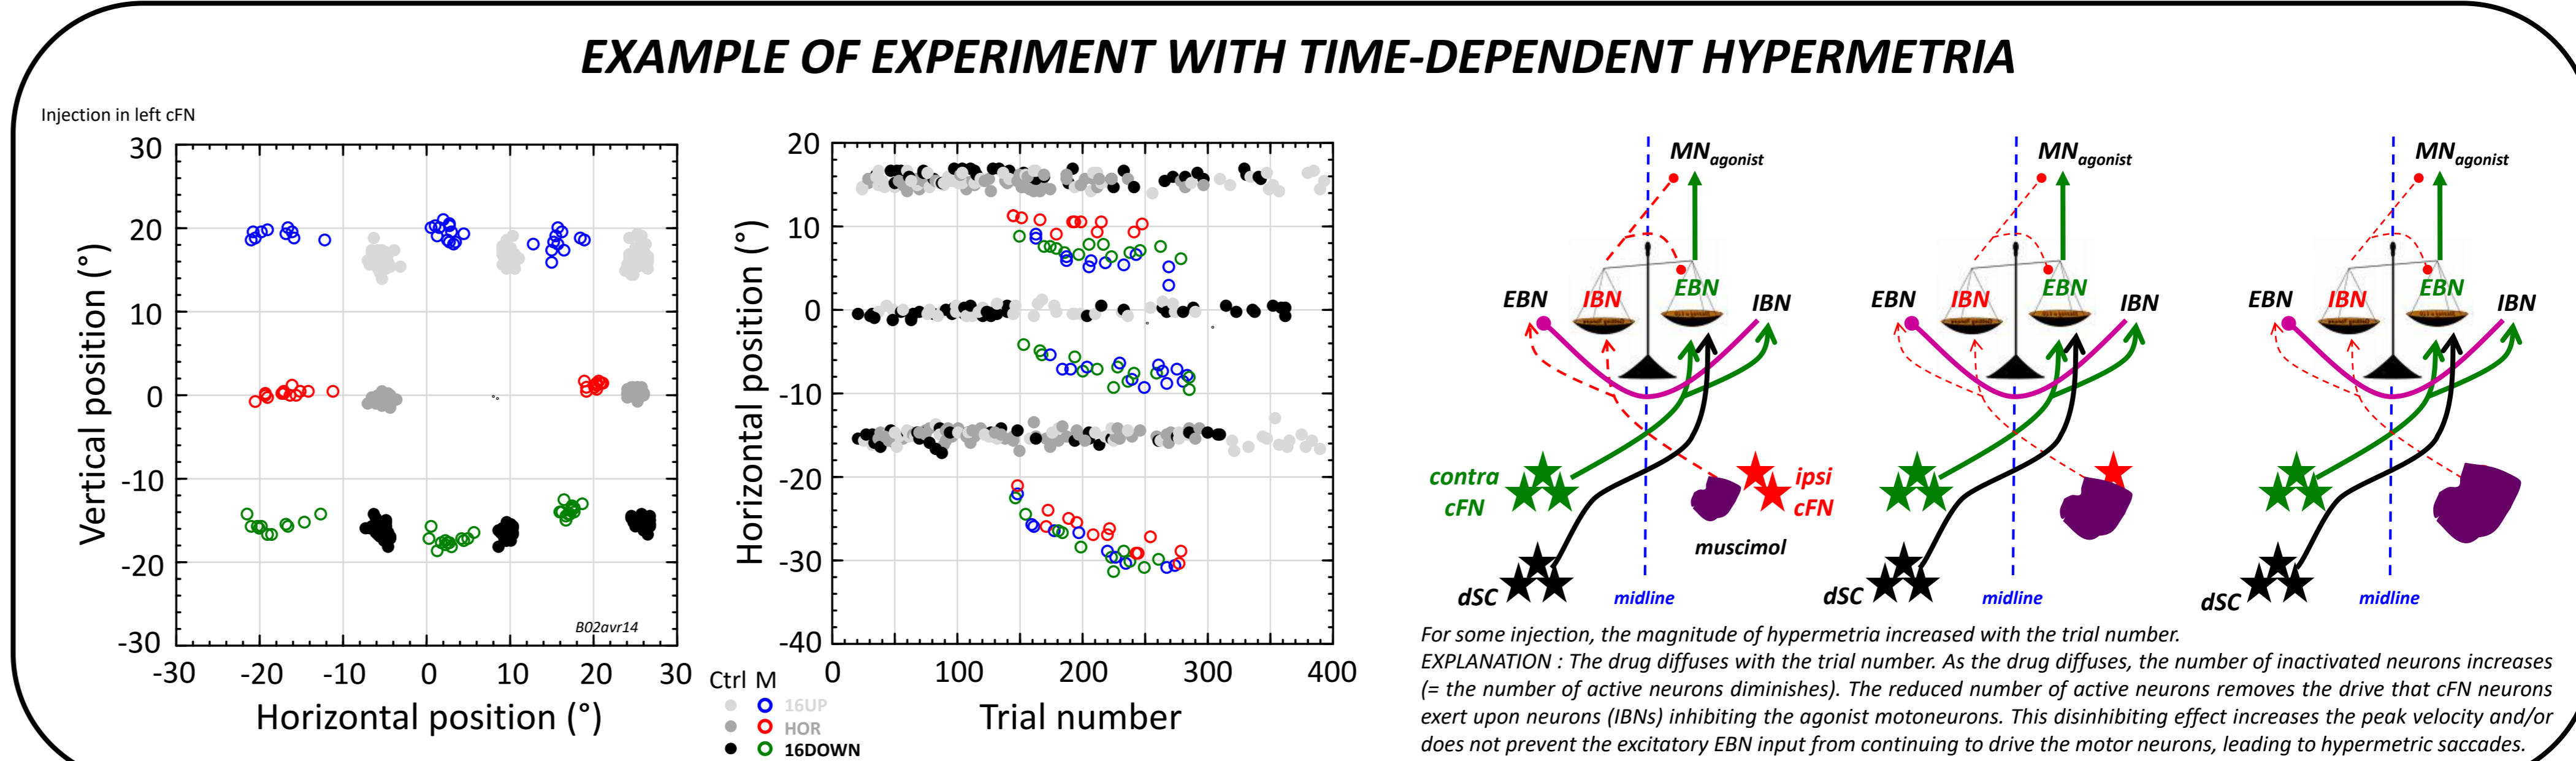 EXAMPLE OF EXPERIMENT WITH TIME-DEPENDENT HYPERMETRIA
Injection in left cFN
Vertical position (°)
30
20
10
0
-10
-20
-30
B02avr14
-30 -20 -10 0 10 20 30
Horizontal position (°)
Horizontal position (°)
20
10
0
-10
-20
-30
-40
0 100 200 300 400
Trial number
Ctrl M
16UP
HOR
16DOWN
MNagonist
EBN IBN EBN IBN
contra cFN
ipsi cFN
muscimol
dSC
midline
MNagonist
EBN IBN EBN IBN
dSC
midline
MNagonist
EBN IBN EBN IBN
dSC
midline
For some injection, the magnitude of hypermetria increased with the trial number.
EXPLANATION : The drug diffuses with the trial number. As the drug diffuses, the number of inactivated neurons increases
(= the number of active neurons diminishes). The reduced number of active neurons removes the drive that cFN neurons
exert upon neurons (IBNs) inhibiting the agonist motoneurons. This disinhibiting effect increases the peak velocity and/or
does not prevent the excitatory EBN input from continuing to drive the motor neurons, leading to hypermetric saccades.